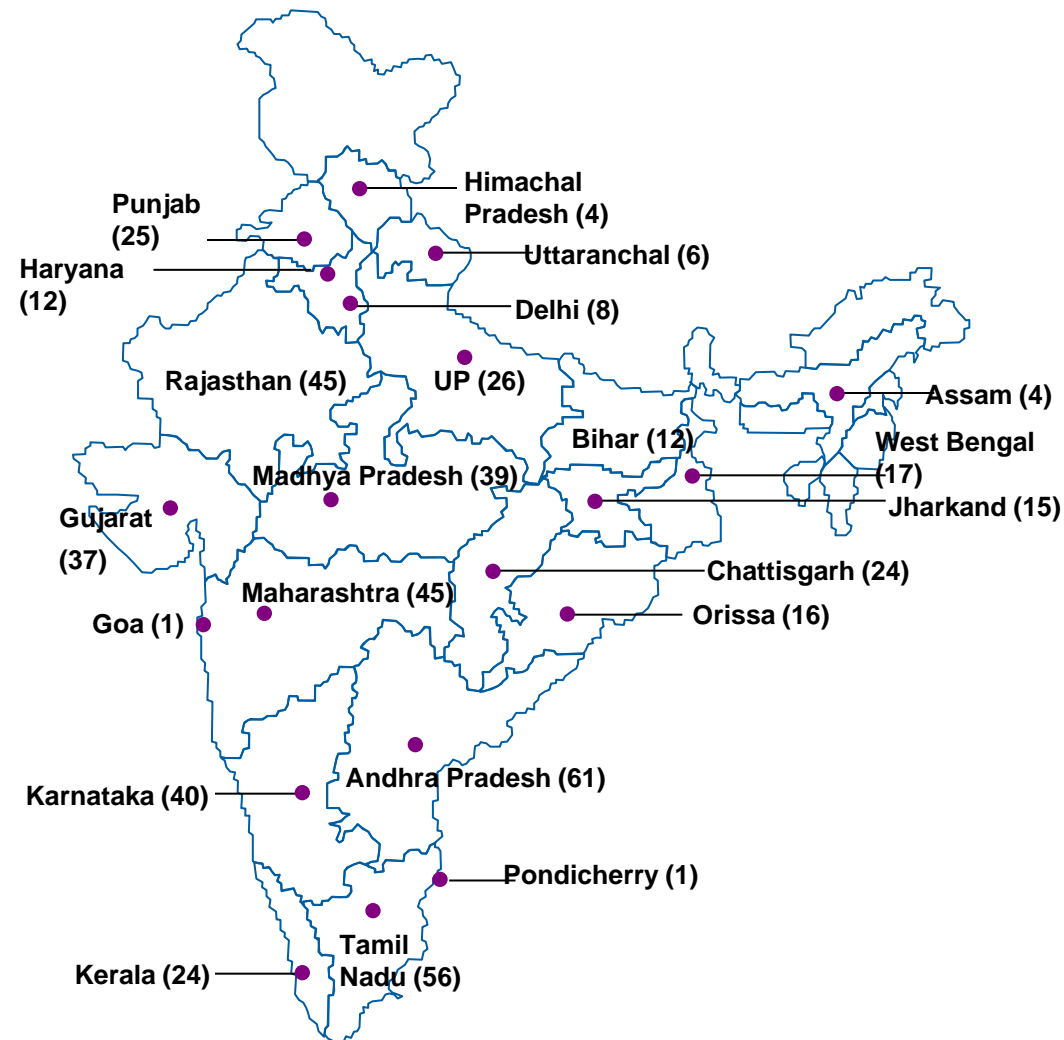 Himachal
Pradesh (4)
Punjab
(25)
Uttaranchal (6)
Haryana
(12)
Delhi (8)
Rajasthan (45)
UP (26)
Assam (4)
Bihar (12)
West Bengal
(17)
Madhya Pradesh (39)
Jharkand (15)
Gujarat
(37)
Chattisgarh (24)
Maharashtra (45)
Orissa (16)
Goa (1)
Andhra Pradesh (61)
Karnataka (40)
Pondicherry (1)
Tamil
Nadu (56)
Kerala (24)